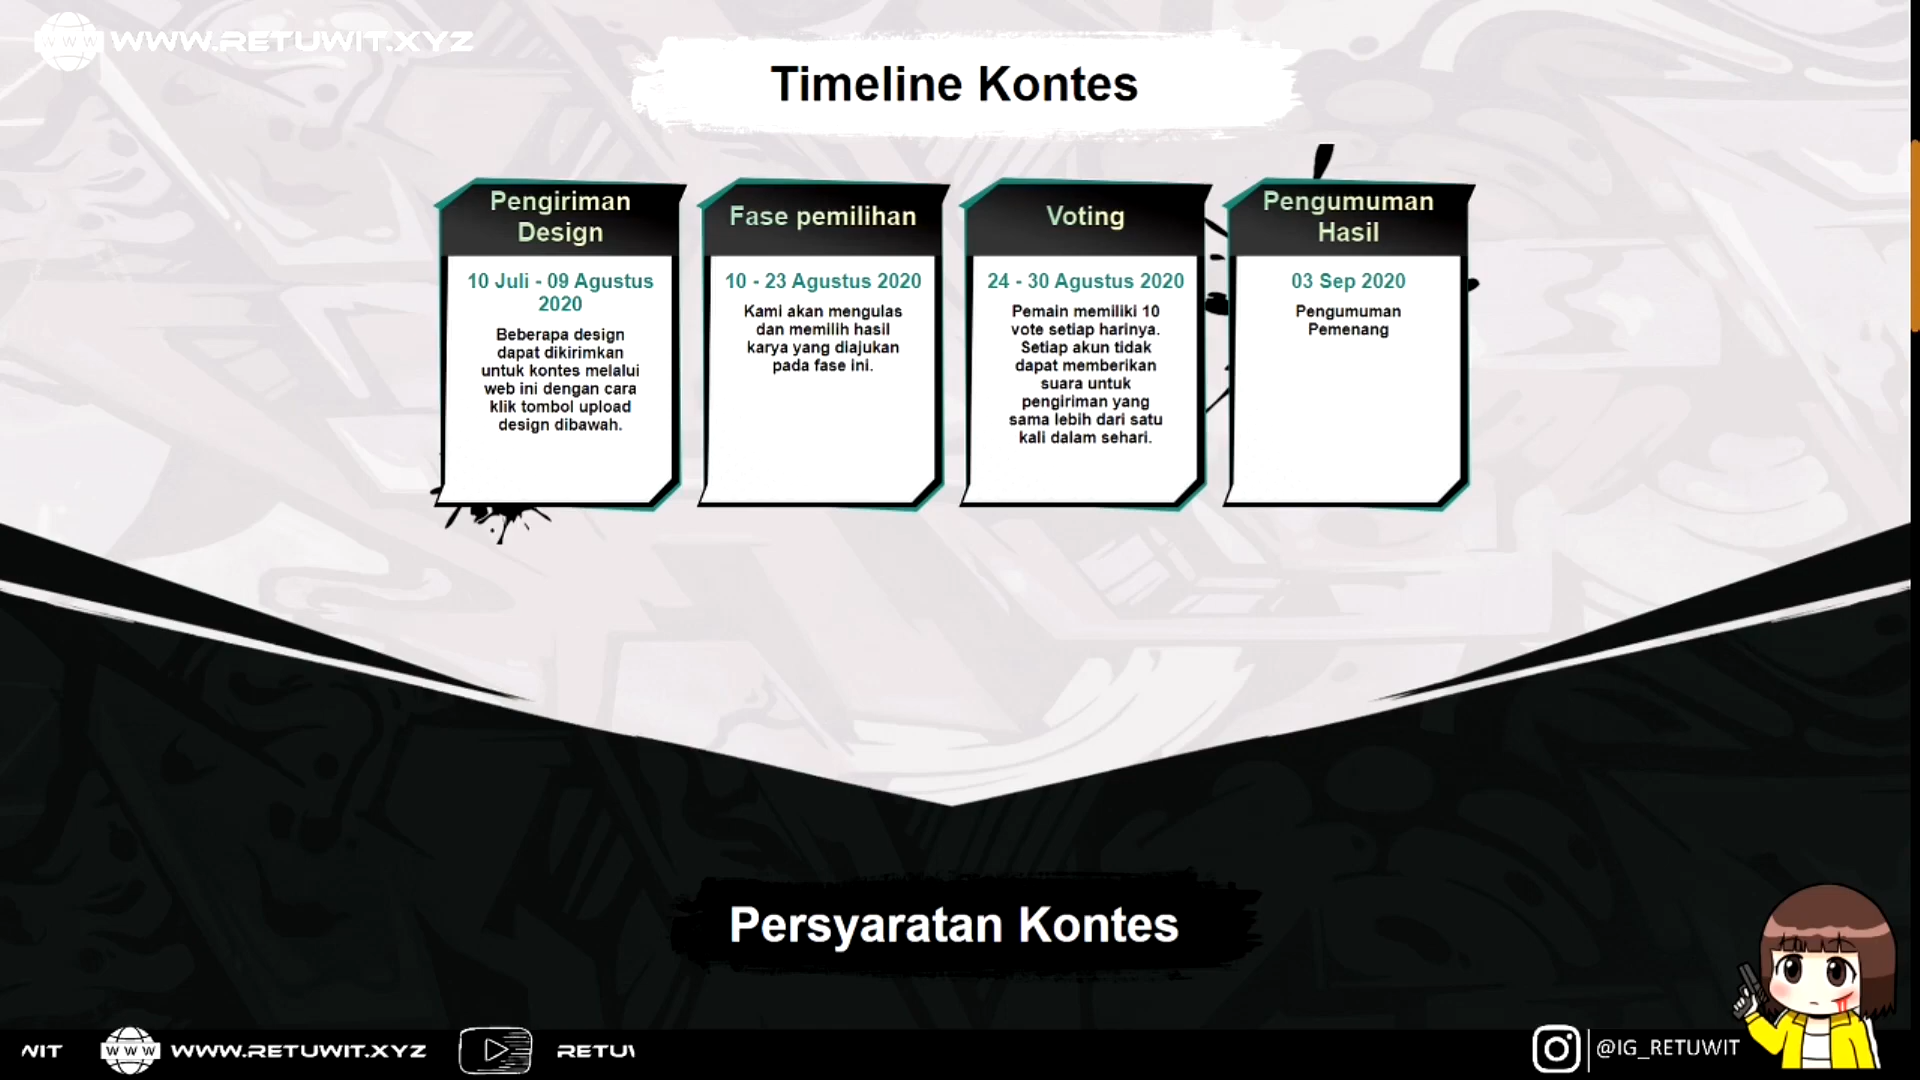 WWW.RETUWIT.XYZ
Timeline Kontes
Pengiriman
Design
10 Juli - 09 Agustus
2020
Beberapa design
dapat dikirimkan
untuk kontes melalui
web ini dengan cara
klik tombol upload
design dibawah.
Fase pemilihan
10 - 23 Agustus 2020
Kami akan mengulas
dan memilih hasil
karya yang diajukan
pada fase ini.
Voting
24 - 30 Agustus 2020
Pemain memiliki 10
vote setiap harinya.
Setiap akun tidak
dapat memberikan
suara untuk
pengiriman yang
sama lebih dari satu
kali dalam sehari.
Pengumuman
Hasil
03 Sep 2020
Pengumuman
Pemenang
Persyaratan Kontes
WWW.RETUWIT.XYZ
@IG_RETUWIT